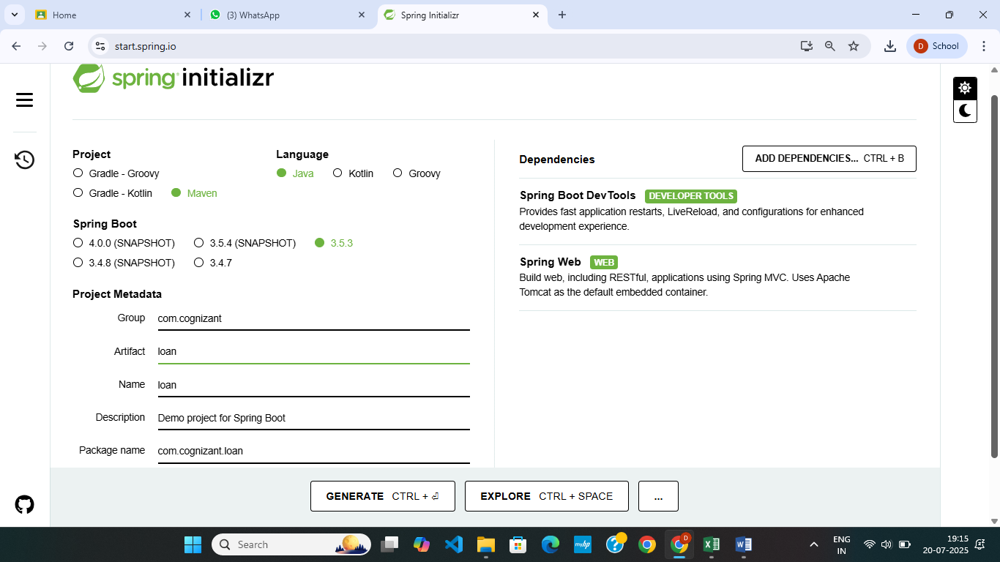 Home
(3) WhatsApp
Spring Initializr
start.spring.io
D School
spring initializr
Project
Gradle - Groovy
Gradle - Kotlin
Maven
Language
Java
Kotlin
Groovy
Spring Boot
4.0.0 (SNAPSHOT)
3.5.4 (SNAPSHOT)
3.5.3
3.4.8 (SNAPSHOT)
3.4.7
Project Metadata
Group com.cognizant
Artifact loan
Name loan
Description Demo project for Spring Boot
Package name com.cognizant.loan
Dependencies
ADD DEPENDENCIES... CTRL + B
Spring Boot DevTools DEVELOPER TOOLS
Provides fast application restarts, LiveReload, and configurations for enhanced
development experience.
Spring Web WEB
Build web, including RESTful, applications using Spring MVC. Uses Apache
Tomcat as the default embedded container.
GENERATE CTRL + ⏎
EXPLORE CTRL + SPACE
...
Search
myhp
D
ENG
IN
19:15
20-07-2025